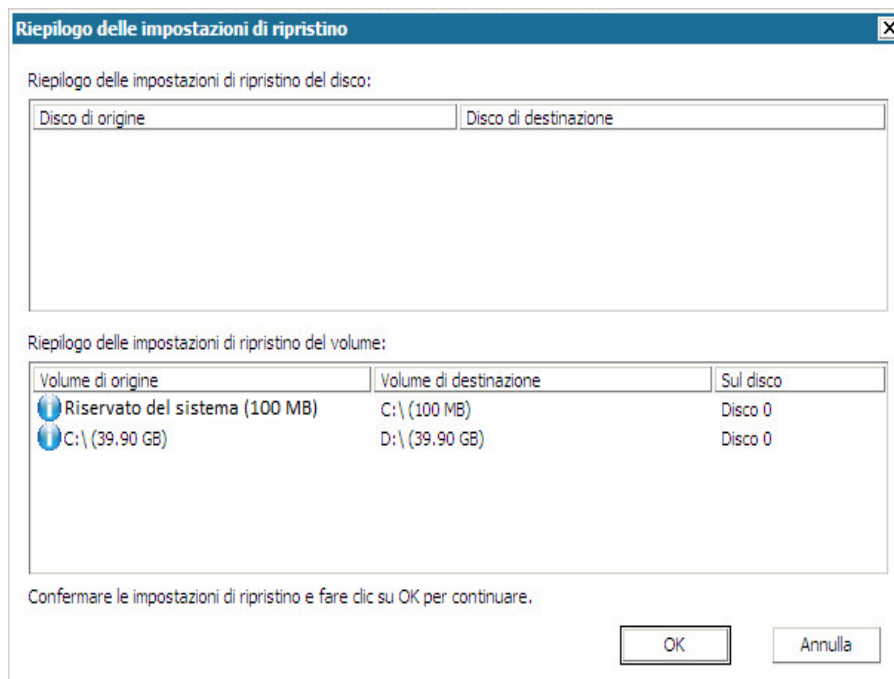 Riepilogo delle impostazioni di ripristino
Riepilogo delle impostazioni di ripristino del disco:
Disco di origine Disco di destinazione
Riepilogo delle impostazioni di ripristino del volume:
Volume di origine Volume di destinazione Sul disco
Riservato del sistema (100 MB) C:\ (100 MB) Disco 0
C:\ (39.90 GB) D:\ (39.90 GB) Disco 0
Confermare le impostazioni di ripristino e fare clic su OK per continuare.
OK Annulla